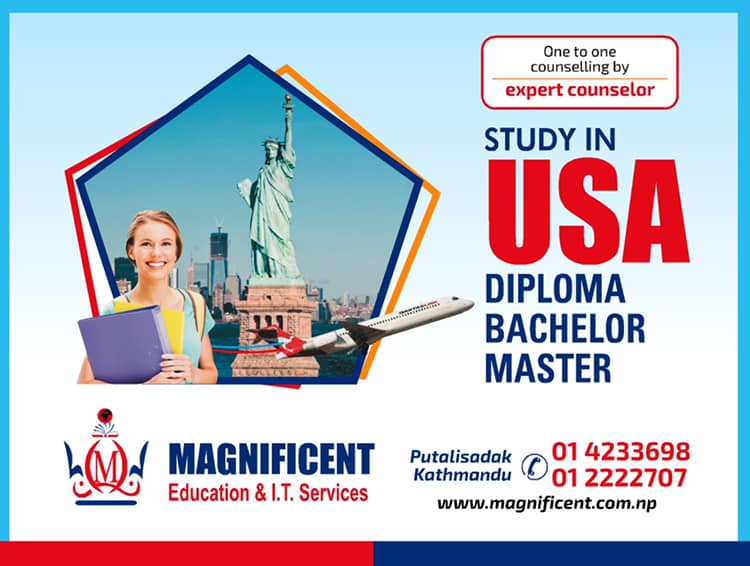 One to one
counselling by
expert counselor
STUDY IN
USA
DIPLOMA
BACHELOR
MASTER
MAGNIFICENT
Education & I.T. Services
Putalisadak
Kathmandu
01 4233698
01 2222707
www.magnificent.com.np